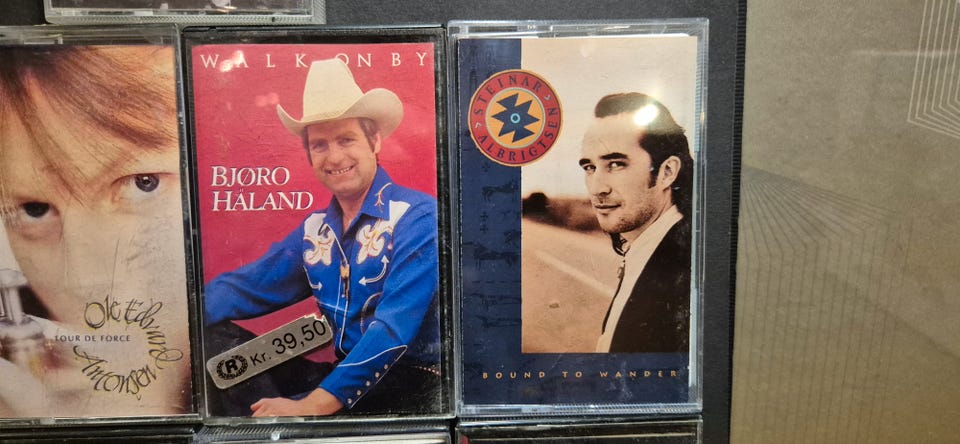 Ole Edvard
TOUR DE FORCE
Antonsen
WALK ON BY
BJØRO
HÅLAND
R Kr. 39,50
STEINAR
ALBRIGTSEN
BOUND TO WANDER